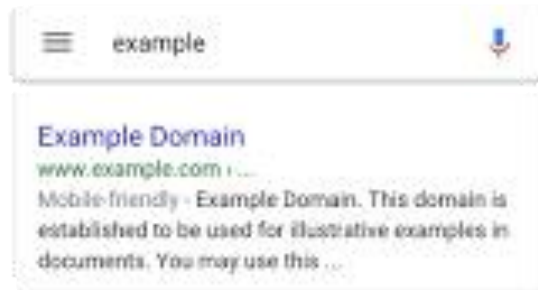 example
Example Domain
www.example.com › ...
Mobile-friendly - Example Domain. This domain is
established to be used for illustrative examples in
documents. You may use this ...